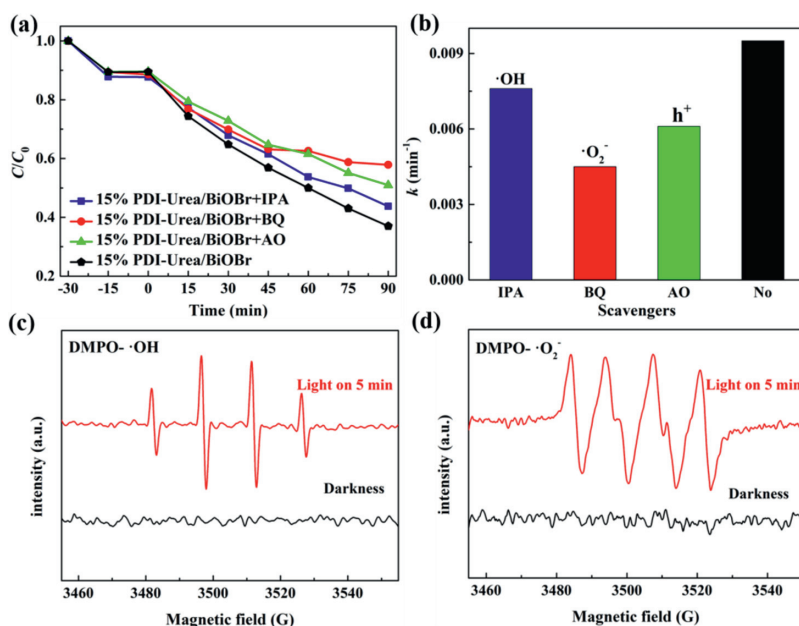 (a)
1.0
0.8
0.6
0.4
0.2
C/C0
15% PDI-Urea/BiOBr+IPA
15% PDI-Urea/BiOBr+BQ
15% PDI-Urea/BiOBr+AO
15% PDI-Urea/BiOBr
-30 -15 0 15 30 45 60 75 90
Time (min)
(b)
0.009
0.006
0.003
0.000
k (min-1)
·OH
·O2-
h+
IPA BQ AO No
Scavengers
(c)
DMPO- ·OH
Light on 5 min
Darkness
intensity (a.u.)
3460 3480 3500 3520 3540
Magnetic field (G)
(d)
DMPO- ·O2-
Light on 5 min
Darkness
intensity (a.u.)
3460 3480 3500 3520 3540
Magnetic field (G)